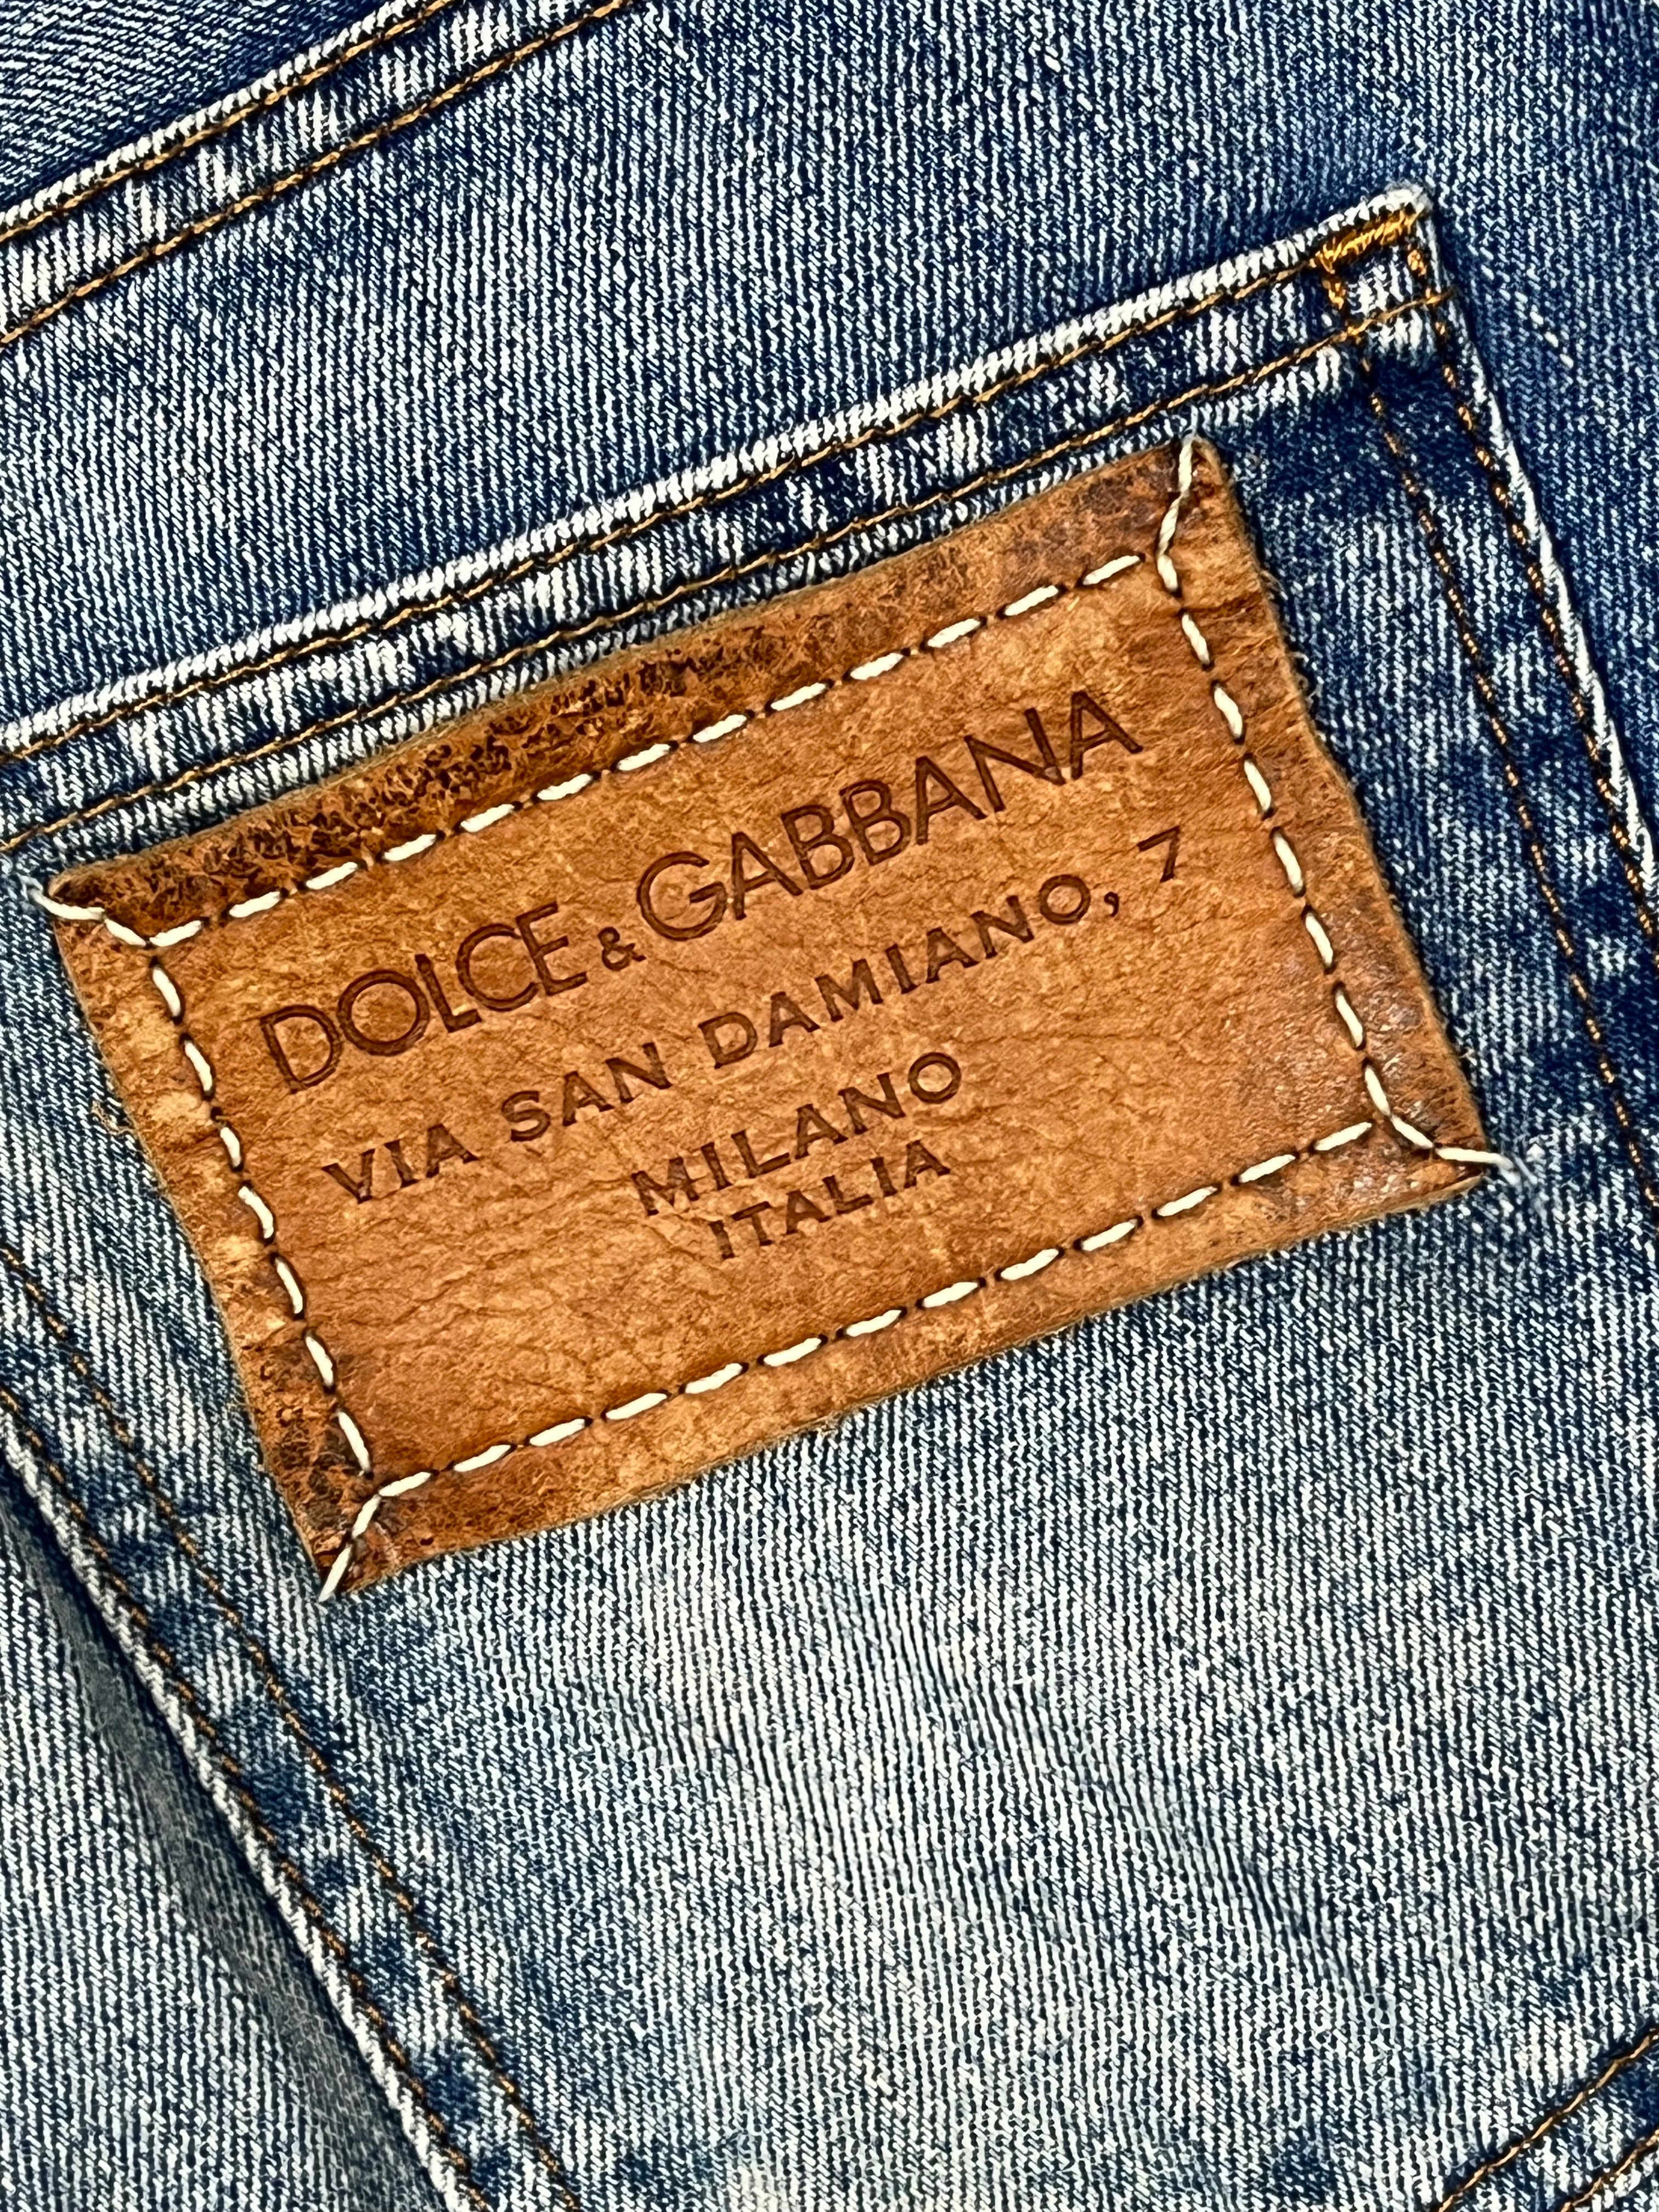 DOLCE & GABBANA
VIA SAN DAMIANO, 7
MILANO
ITALIA